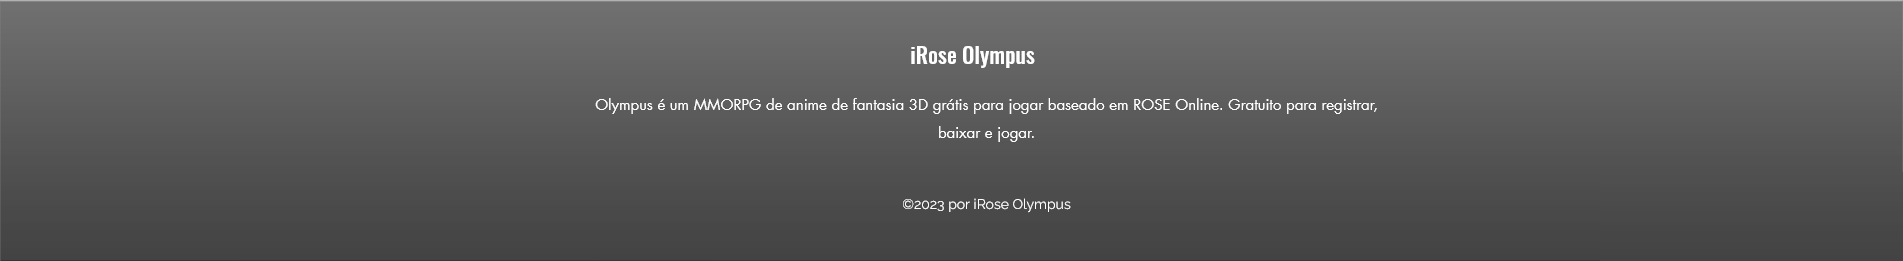 iRose Olympus
Olympus é um MMORPG de anime de fantasia 3D grátis para jogar baseado em ROSE Online. Gratuito para registrar,
baixar e jogar.
©2023 por iRose Olympus